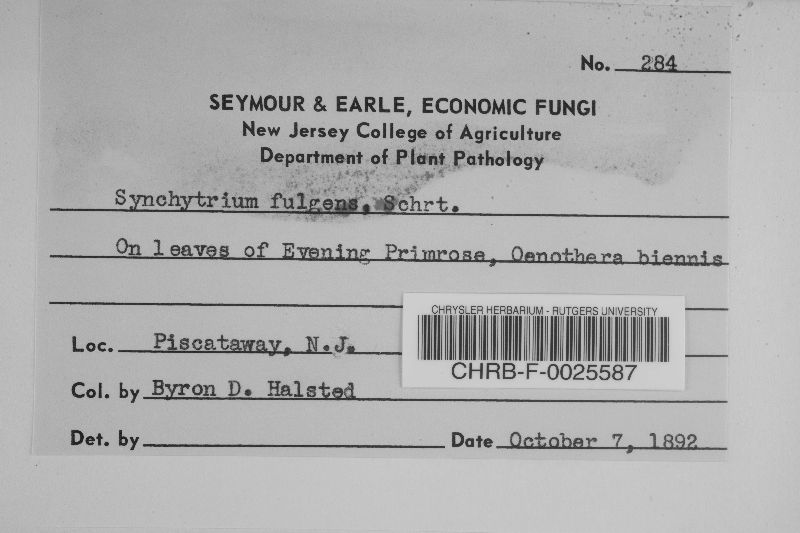 No. 284
SEYMOUR & EARLE, ECONOMIC FUNGI
New Jersey College of Agriculture
Department of Plant Pathology
Synchytrium fulgens, Schrt.
On leaves of Evening Primrose, Oenothera biennis
CHRYSLER HERBARIUM - RUTGERS UNIVERSITY
CHRB-F-0025587
Loc. Piscataway, N.J.
Col. by Byron D. Halsted
Det. by Date October 7, 1892